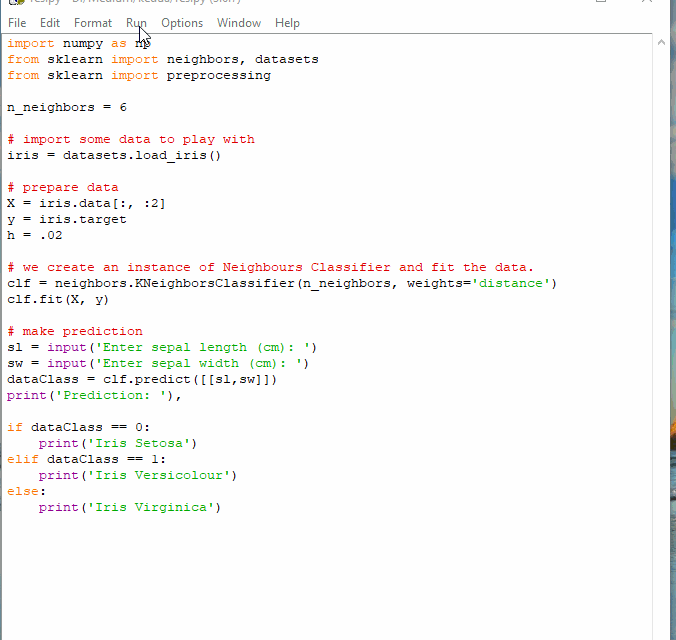 File Edit Format Run Options Window Help
import numpy as np
from sklearn import neighbors, datasets
from sklearn import preprocessing
n_neighbors = 6
# import some data to play with
iris = datasets.load_iris()
# prepare data
X = iris.data[:, :2]
y = iris.target
h = .02
# we create an instance of Neighbours Classifier and fit the data.
clf = neighbors.KNeighborsClassifier(n_neighbors, weights='distance')
clf.fit(X, y)
# make prediction
sl = input('Enter sepal length (cm): ')
sw = input('Enter sepal width (cm): ')
dataClass = clf.predict([[sl,sw]])
print('Prediction: '),
if dataClass == 0:
    print('Iris Setosa')
elif dataClass == 1:
    print('Iris Versicolour')
else:
    print('Iris Virginica')